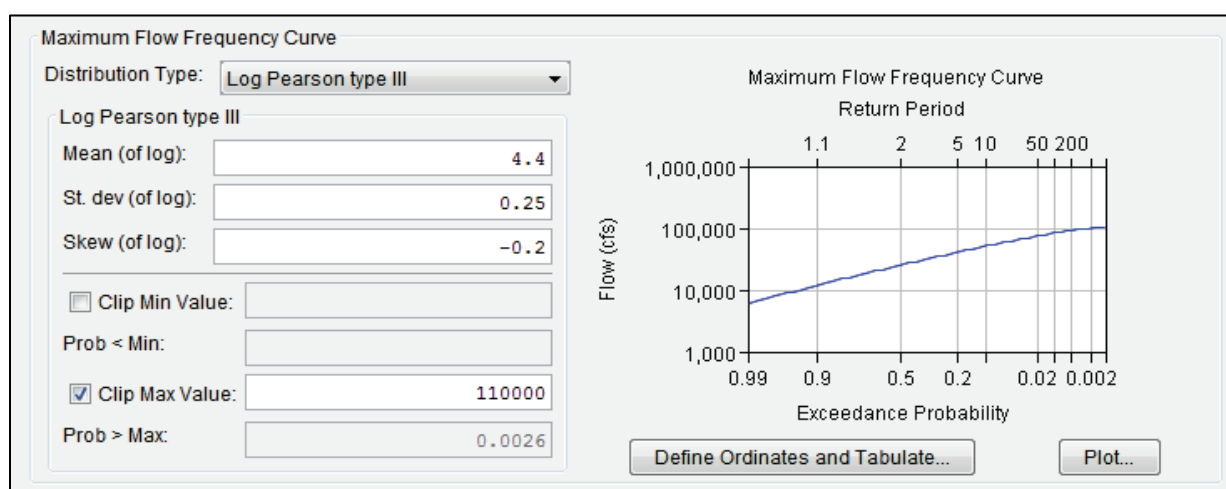 Maximum Flow Frequency Curve
Distribution Type: Log Pearson type III
Log Pearson type III
Mean (of log): 4.4
St. dev (of log): 0.25
Skew (of log): -0.2
Clip Min Value:
Prob < Min:
Clip Max Value: 110000
Prob > Max: 0.0026
Maximum Flow Frequency Curve
Return Period
1.1 2 5 10 50 200
1,000,000
100,000
10,000
1,000
Flow (cfs)
0.99 0.9 0.5 0.2 0.02 0.002
Exceedance Probability
Define Ordinates and Tabulate... Plot...